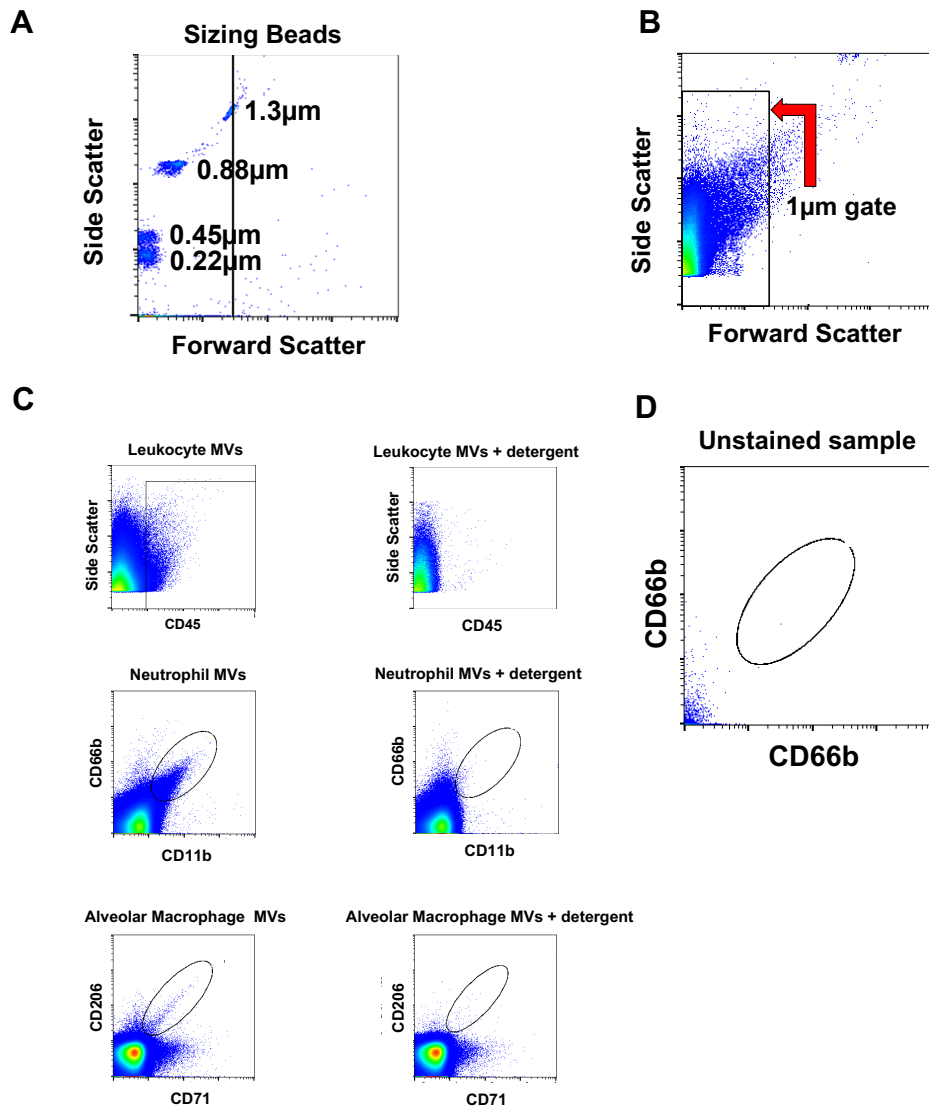 A
Sizing Beads
1.3µm
0.88µm
0.45µm
0.22µm
Side Scatter
Forward Scatter
B
1µm gate
Side Scatter
Forward Scatter
C
Leukocyte MVs
Side Scatter
CD45
Leukocyte MVs + detergent
Side Scatter
CD45
Neutrophil MVs
CD66b
CD11b
Neutrophil MVs + detergent
CD66b
CD11b
Alveolar Macrophage MVs
CD206
CD71
Alveolar Macrophage MVs + detergent
CD206
CD71
D
Unstained sample
CD66b
CD66b